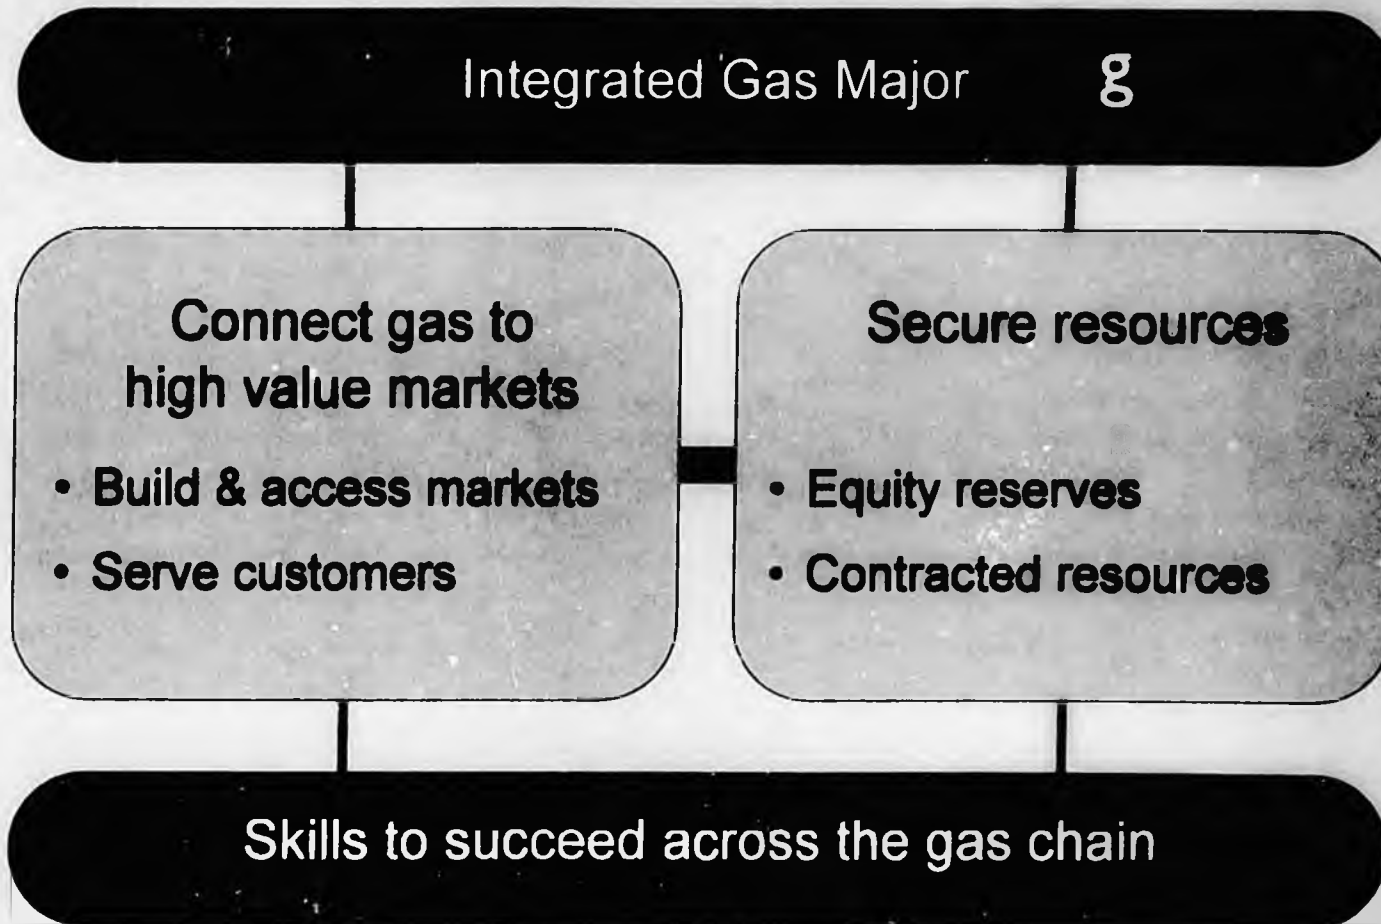 Integrated Gas Major g
Connect gas to
high value markets
• Build & access markets
• Serve customers
Secure resources
• Equity reserves
• Contracted resources
Skills to succeed across the gas chain